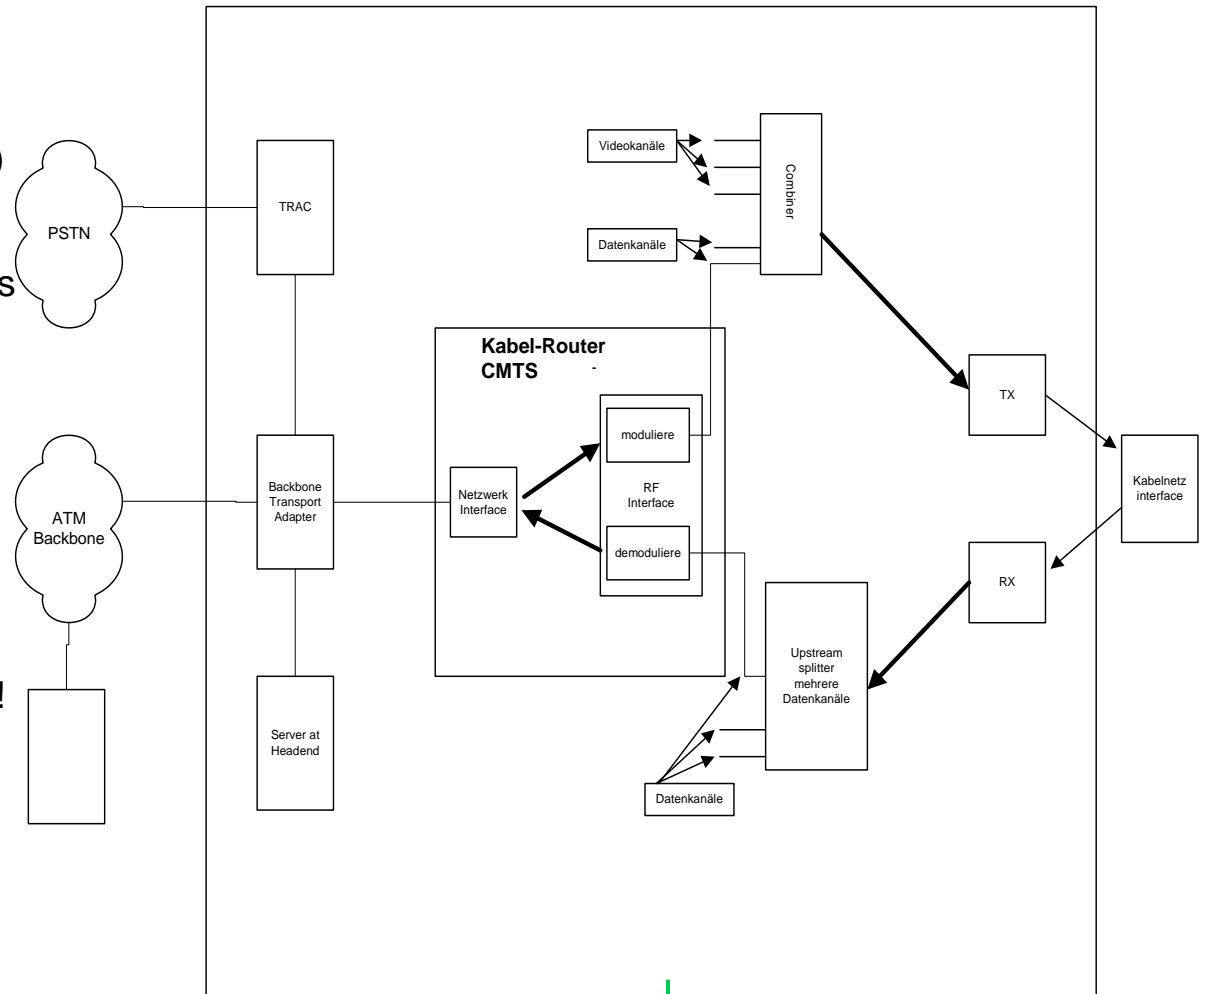 )
PSTN
s
TRAC
Videokanäle
Datenkanäle
Combiner
Kabel-Router
CMTS -
moduliere
RF
Interface
demoduliere
Netzwerk
Interface
Backbone
Transport
Adapter
ATM
Backbone
TX
Kabelnetz
interface
RX
Upstream
splitter
mehrere
Datenkanäle
!
Server at
Headend
Datenkanäle